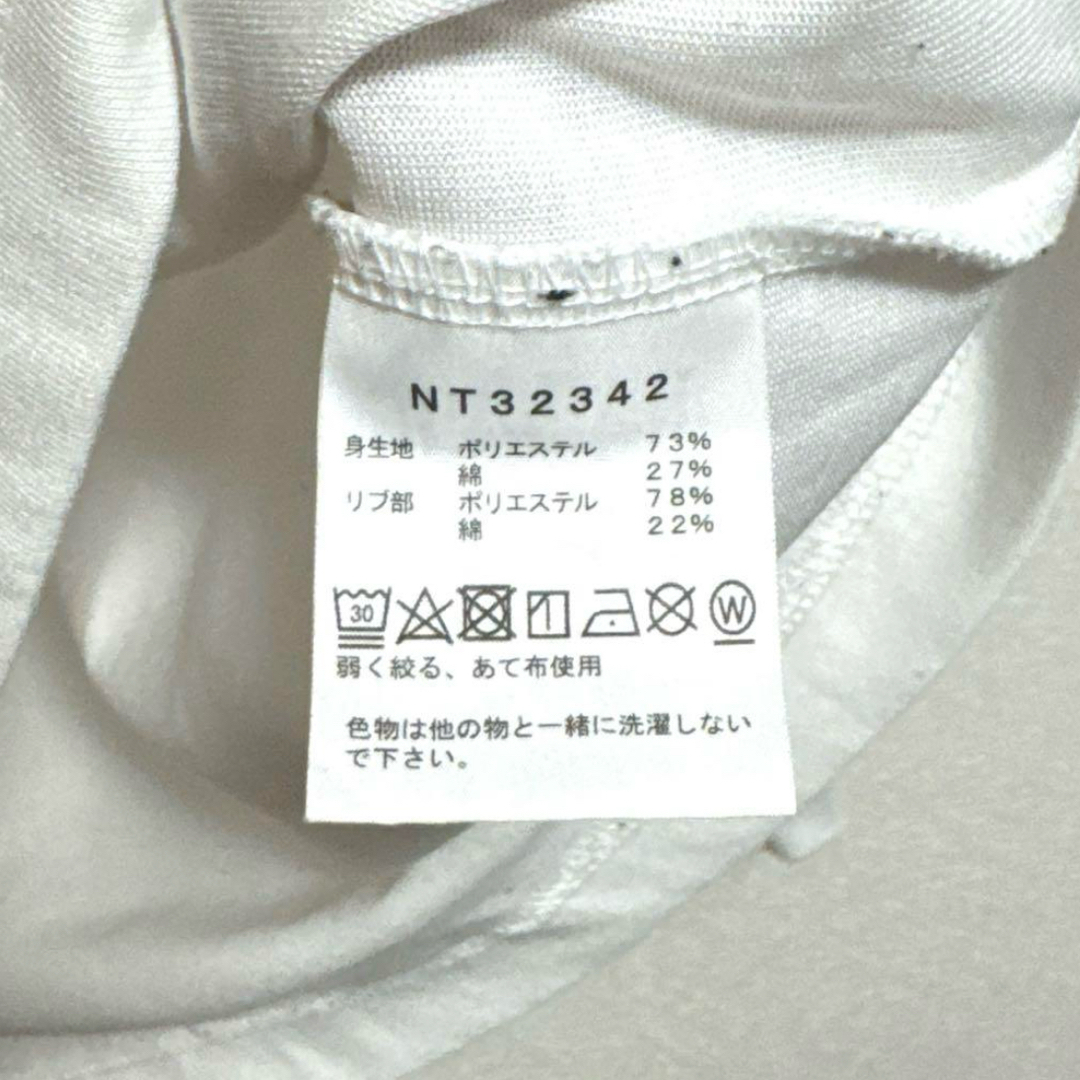 NT32342
身生地 ポリエステル 73%
綿 27%
リブ部 ポリエステル 78%
綿 22%
30 W
弱く絞る、あて布使用
色物は他の物と一緒に洗濯しない
で下さい。